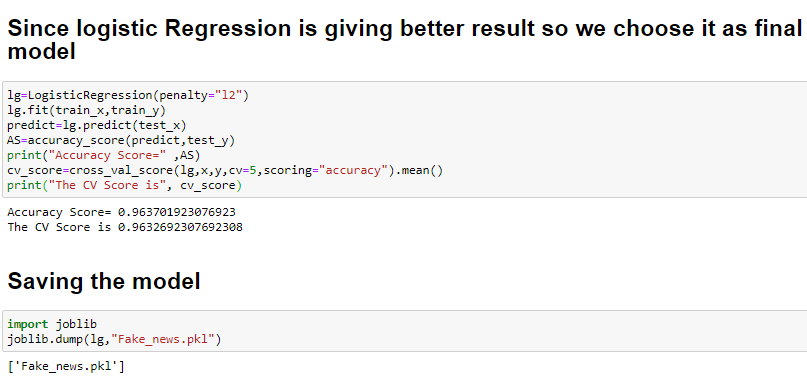 Since logistic Regression is giving better result so we choose it as final
model
lg=LogisticRegression(penalty="l2")
lg.fit(train_x,train_y)
predict=lg.predict(test_x)
AS=accuracy_score(predict,test_y)
print("Accuracy Score=" ,AS)
cv_score=cross_val_score(lg,x,y,cv=5,scoring="accuracy").mean()
print("The CV Score is", cv_score)
Accuracy Score= 0.963701923076923
The CV Score is 0.9632692307692308
Saving the model
import joblib
joblib.dump(lg,"Fake_news.pkl")
['Fake_news.pkl']